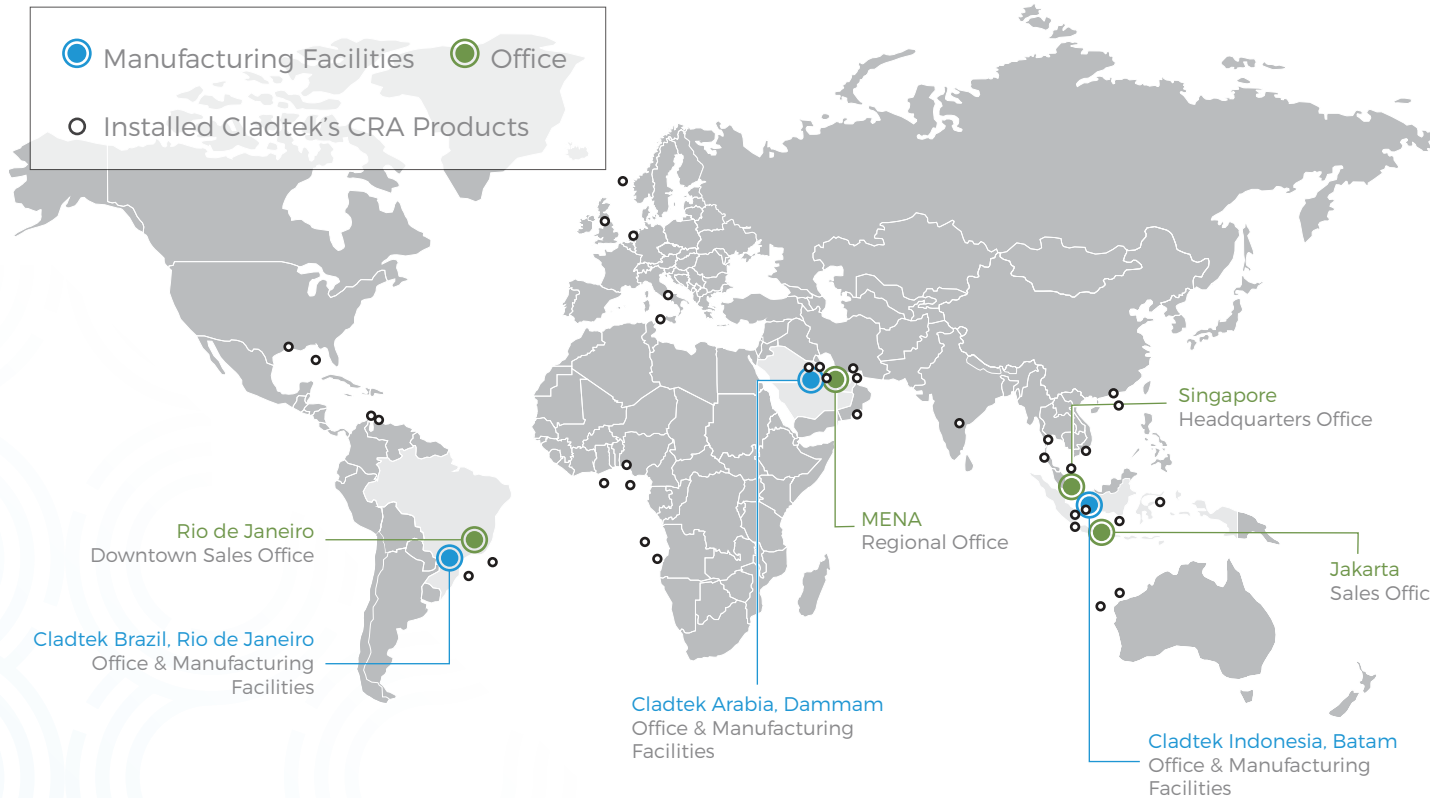 Manufacturing Facilities
Office
Installed Cladtek’s CRA Products
Singapore
Headquarters Office
MENA
Regional Office
Rio de Janeiro
Downtown Sales Office
Jakarta
Sales Offic
Cladtek Brazil, Rio de Janeiro
Office & Manufacturing
Facilities
Cladtek Arabia, Dammam
Office & Manufacturing
Facilities
Cladtek Indonesia, Batam
Office & Manufacturing
Facilities